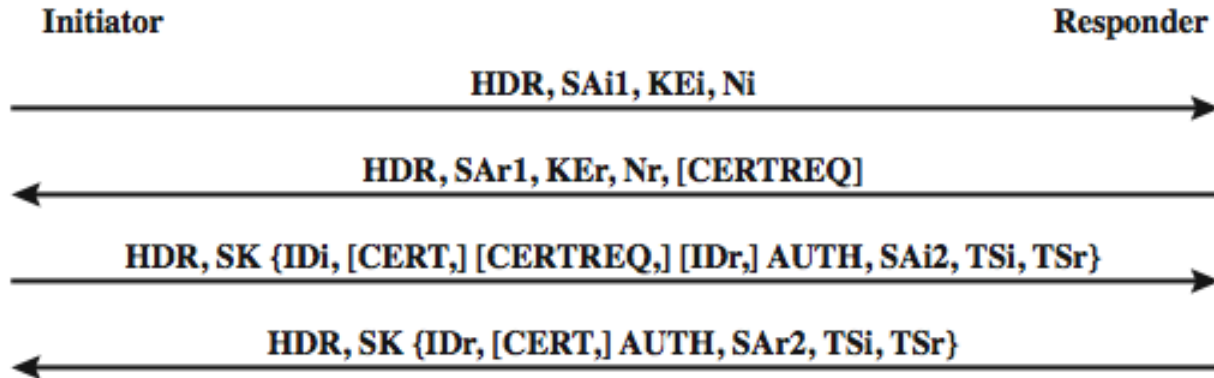 Initiator Responder
HDR, SAi1, KEi, Ni
HDR, SAr1, KEr, Nr, [CERTREQ]
HDR, SK {IDi, [CERT,] [CERTREQ,] [IDr,] AUTH, SAi2, TSi, TSr}
HDR, SK {IDr, [CERT,] AUTH, SAr2, TSi, TSr}